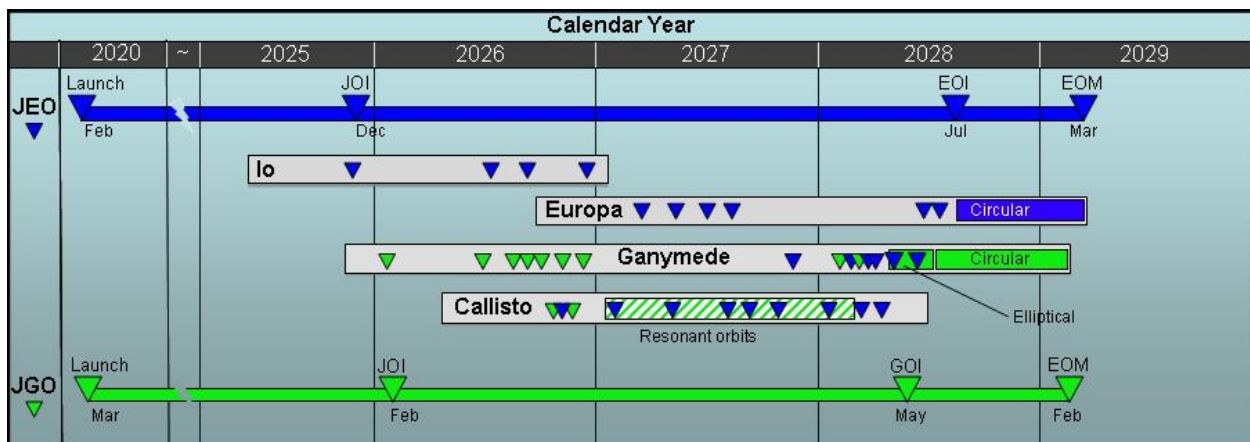 Calendar Year
2020 ~ 2025 2026 2027 2028 2029
Launch JOI EOI EOM
JEO
Feb Dec Jul Mar
Io
Europa Circular
Ganymede Circular
Callisto Elliptical
Resonant orbits
Launch JOI GOI EOM
JGO
Mar Feb May Feb